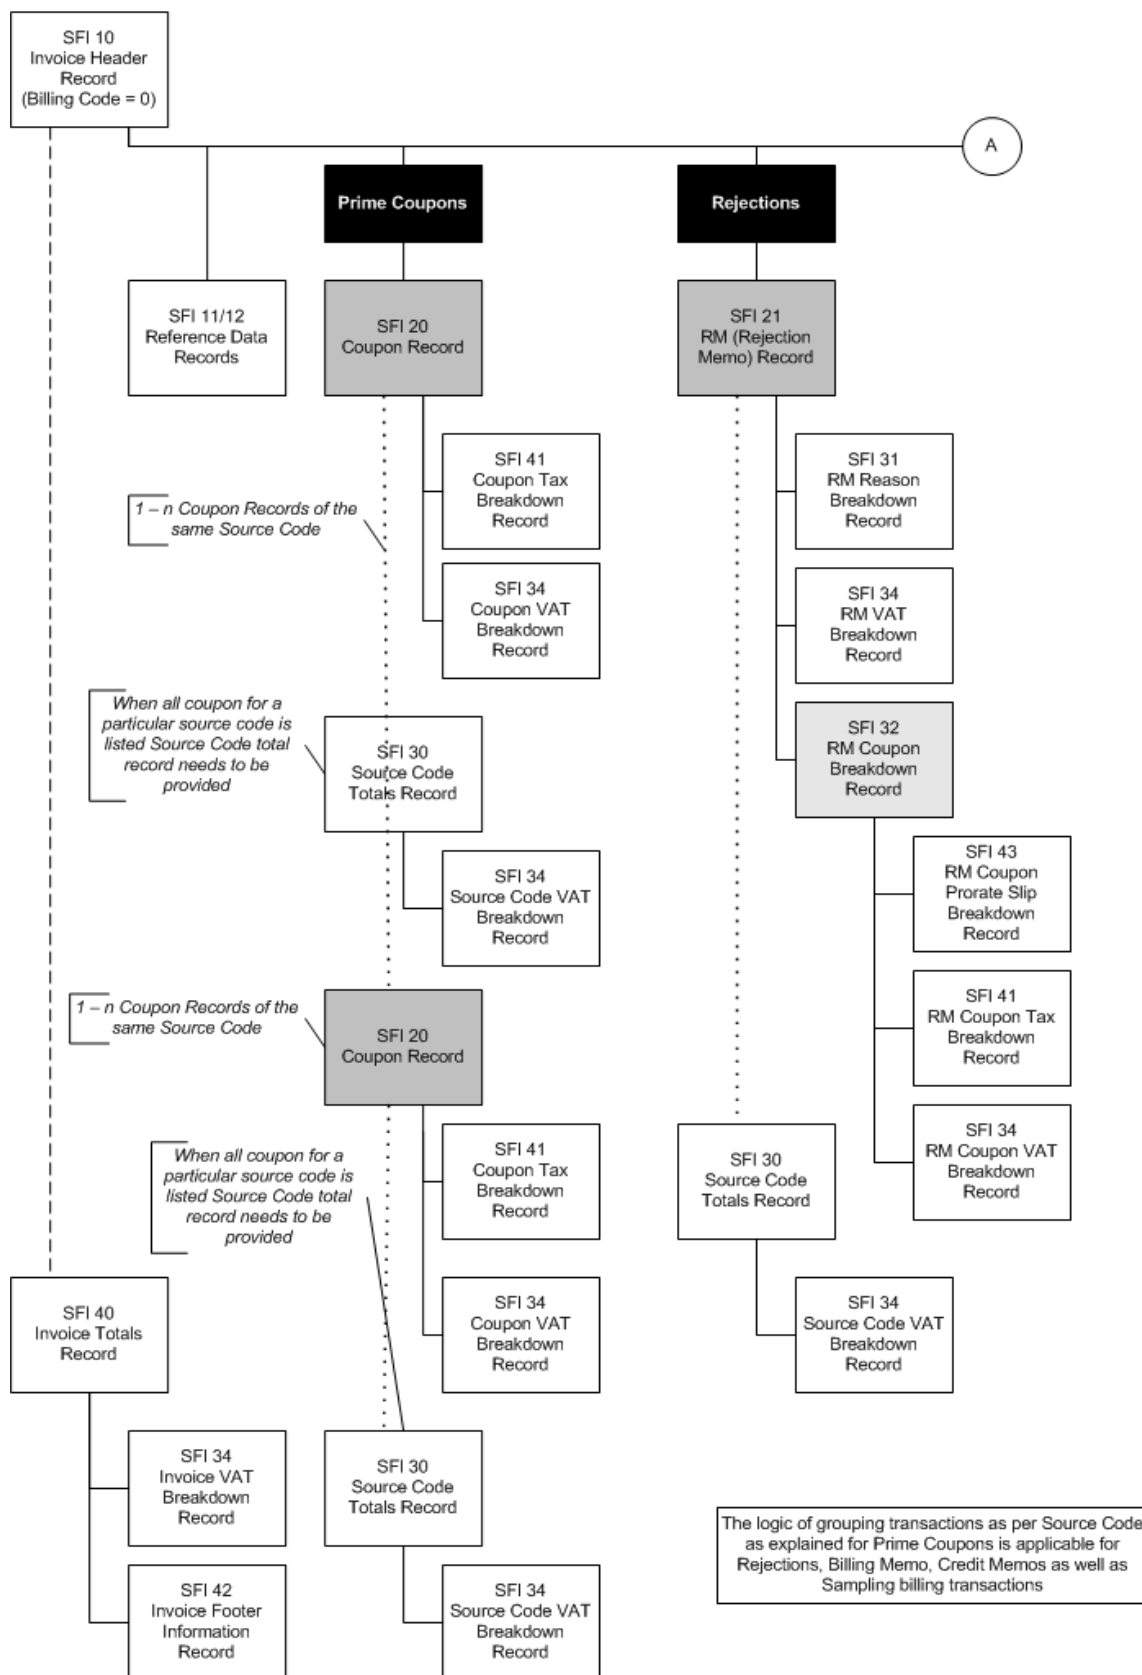 SFI 10
Invoice Header
Record
(Billing Code = 0)
A
Prime Coupons
Rejections
SFI 11/12
Reference Data
Records
SFI 20
Coupon Record
SFI 21
RM (Rejection
Memo) Record
SFI 41
Coupon Tax
Breakdown
Record
SFI 31
RM Reason
Breakdown
Record
1 – n Coupon Records of the
same Source Code
SFI 34
Coupon VAT
Breakdown
Record
SFI 34
RM VAT
Breakdown
Record
When all coupon for a
particular source code is
listed Source Code total
record needs to be
provided
SFI 30
Source Code
Totals Record
SFI 32
RM Coupon
Breakdown
Record
SFI 34
Source Code VAT
Breakdown
Record
SFI 43
RM Coupon
Prorate Slip
Breakdown
Record
1 – n Coupon Records of the
same Source Code
SFI 20
Coupon Record
SFI 41
RM Coupon Tax
Breakdown
Record
When all coupon for a
particular source code is
listed Source Code total
record needs to be
provided
SFI 41
Coupon Tax
Breakdown
Record
SFI 30
Source Code
Totals Record
SFI 34
RM Coupon VAT
Breakdown
Record
SFI 40
Invoice Totals
Record
SFI 34
Coupon VAT
Breakdown
Record
SFI 34
Source Code VAT
Breakdown
Record
SFI 34
Invoice VAT
Breakdown
Record
SFI 30
Source Code
Totals Record
SFI 42
Invoice Footer
Information
Record
SFI 34
Source Code VAT
Breakdown
Record
The logic of grouping transactions as per Source Code
as explained for Prime Coupons is applicable for
Rejections, Billing Memo, Credit Memos as well as
Sampling billing transactions